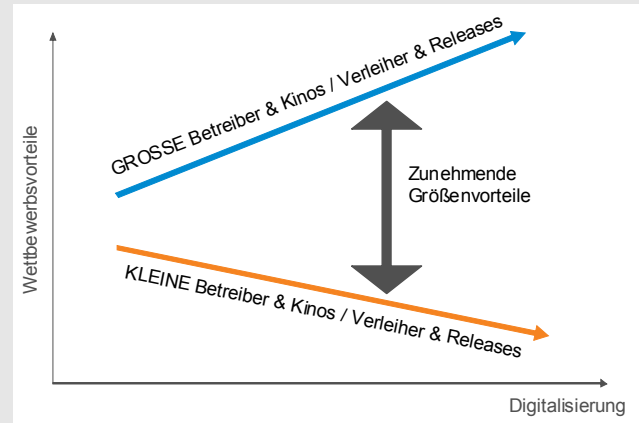 GROSSE Betreiber & Kinos / Verleiher & Releases
Wettbewerbsvorteile
Zunehmende
Größenvorteile
KLEINE Betreiber & Kinos / Verleiher & Releases
Digitalisierung